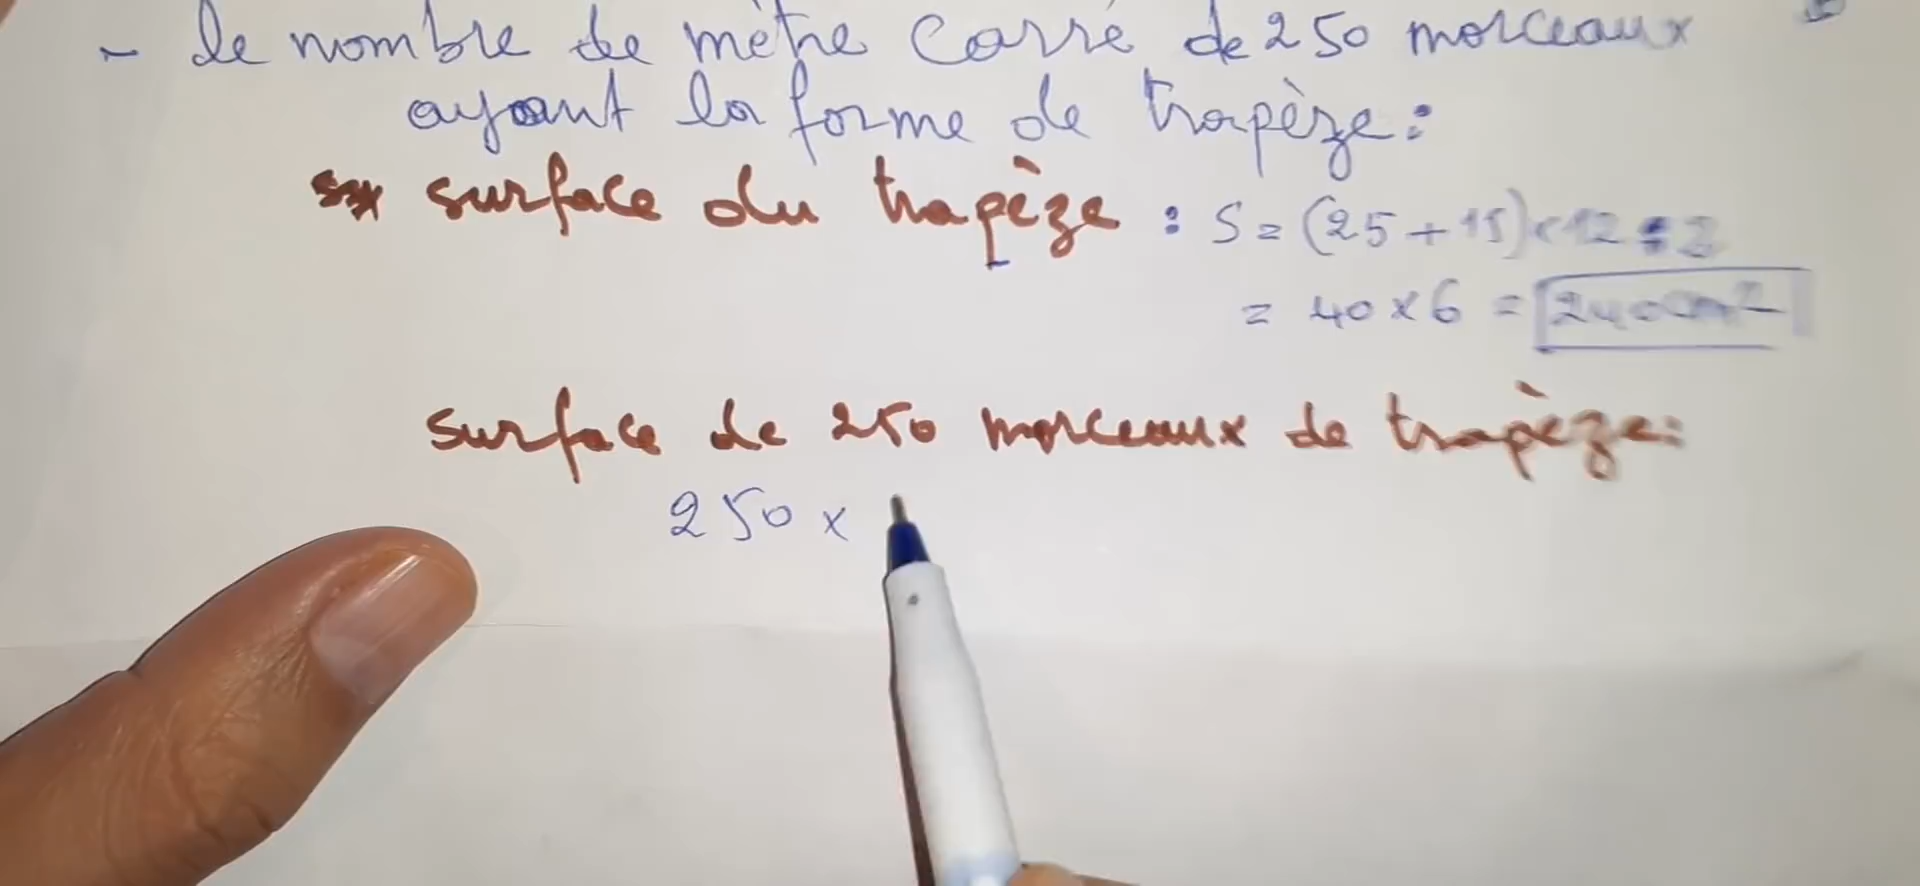 - Le nombre de mètre carré de 250 morceaux
ayant la forme de trapèze :
surface du trapèze : S = (25 + 15) x 12 : 2
= 40 x 6 = 240 cm²
surface de 250 morceaux de trapèze :
250 x